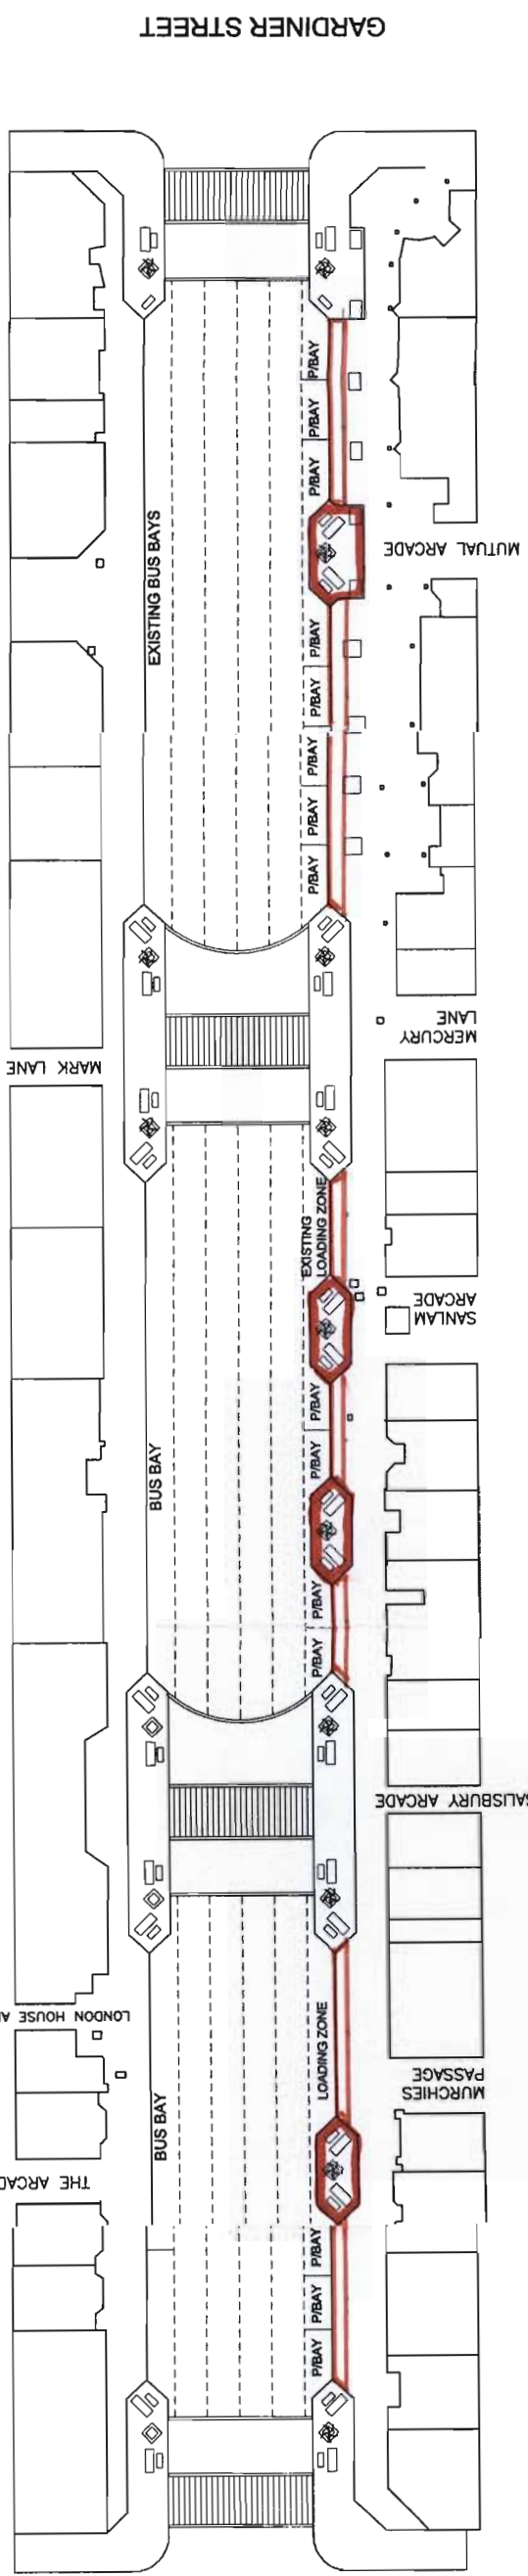 GARDINER STREET
P/BAY
P/BAY
P/BAY
MUTUAL ARCADE
EXISTING BUS BAYS
P/BAY
P/BAY
P/BAY
P/BAY
P/BAY
MERCURY
LANE
MARK LANE
EXISTING
LOADING ZONE
SANLAM
ARCADE
P/BAY
P/BAY
BUS BAY
P/BAY
P/BAY
SALISBURY ARCADE
LONDON HOUSE A
LOADING ZONE
MURCHIES
PASSAGE
BUS BAY
THE ARCAD
P/BAY
P/BAY
P/BAY